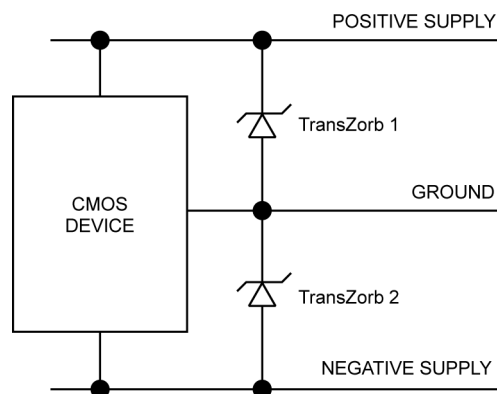 POSITIVE SUPPLY
TransZorb 1
CMOS
DEVICE
GROUND
TransZorb 2
NEGATIVE SUPPLY